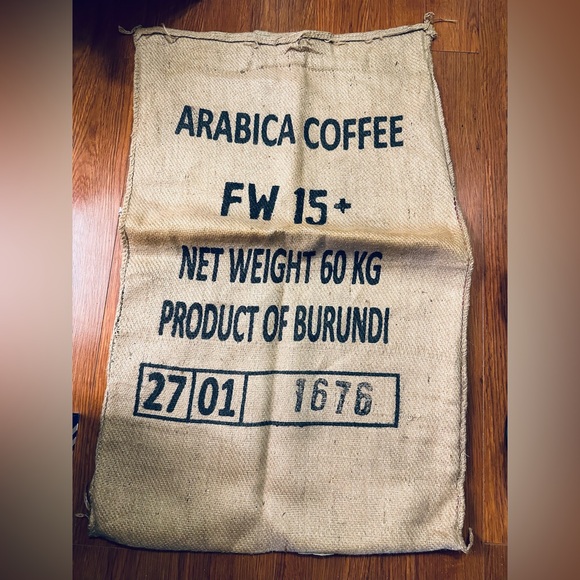 ARABICA COFFEE
FW 15+
NET WEIGHT 60 KG
PRODUCT OF BURUNDI
27 01 1676